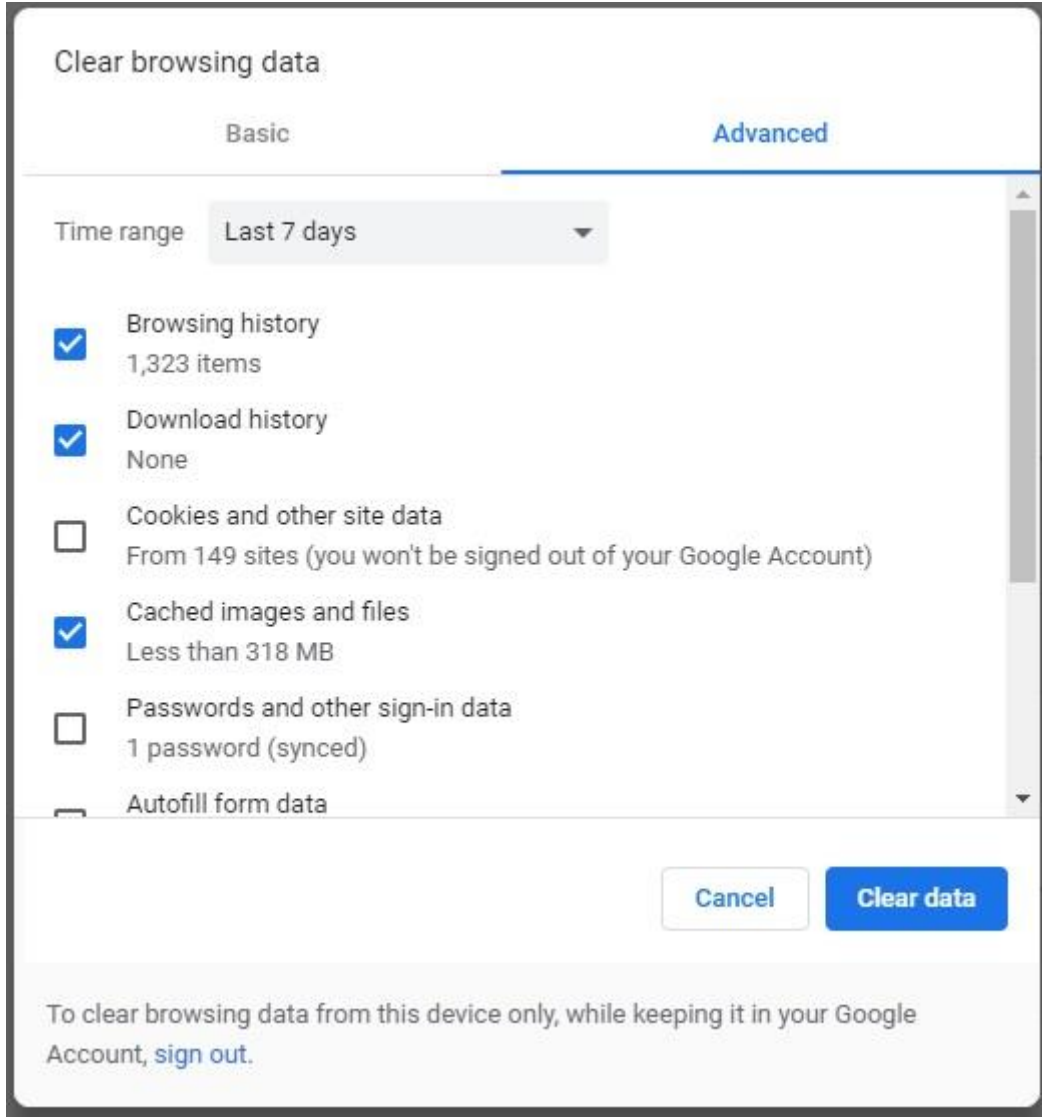 Clear browsing data
Basic
Advanced
Time range
Last 7 days
Browsing history
1,323 items
Download history
None
Cookies and other site data
From 149 sites (you won't be signed out of your Google Account)
Cached images and files
Less than 318 MB
Passwords and other sign-in data
1 password (synced)
Autofill form data
Cancel
Clear data
To clear browsing data from this device only, while keeping it in your Google
Account, sign out.